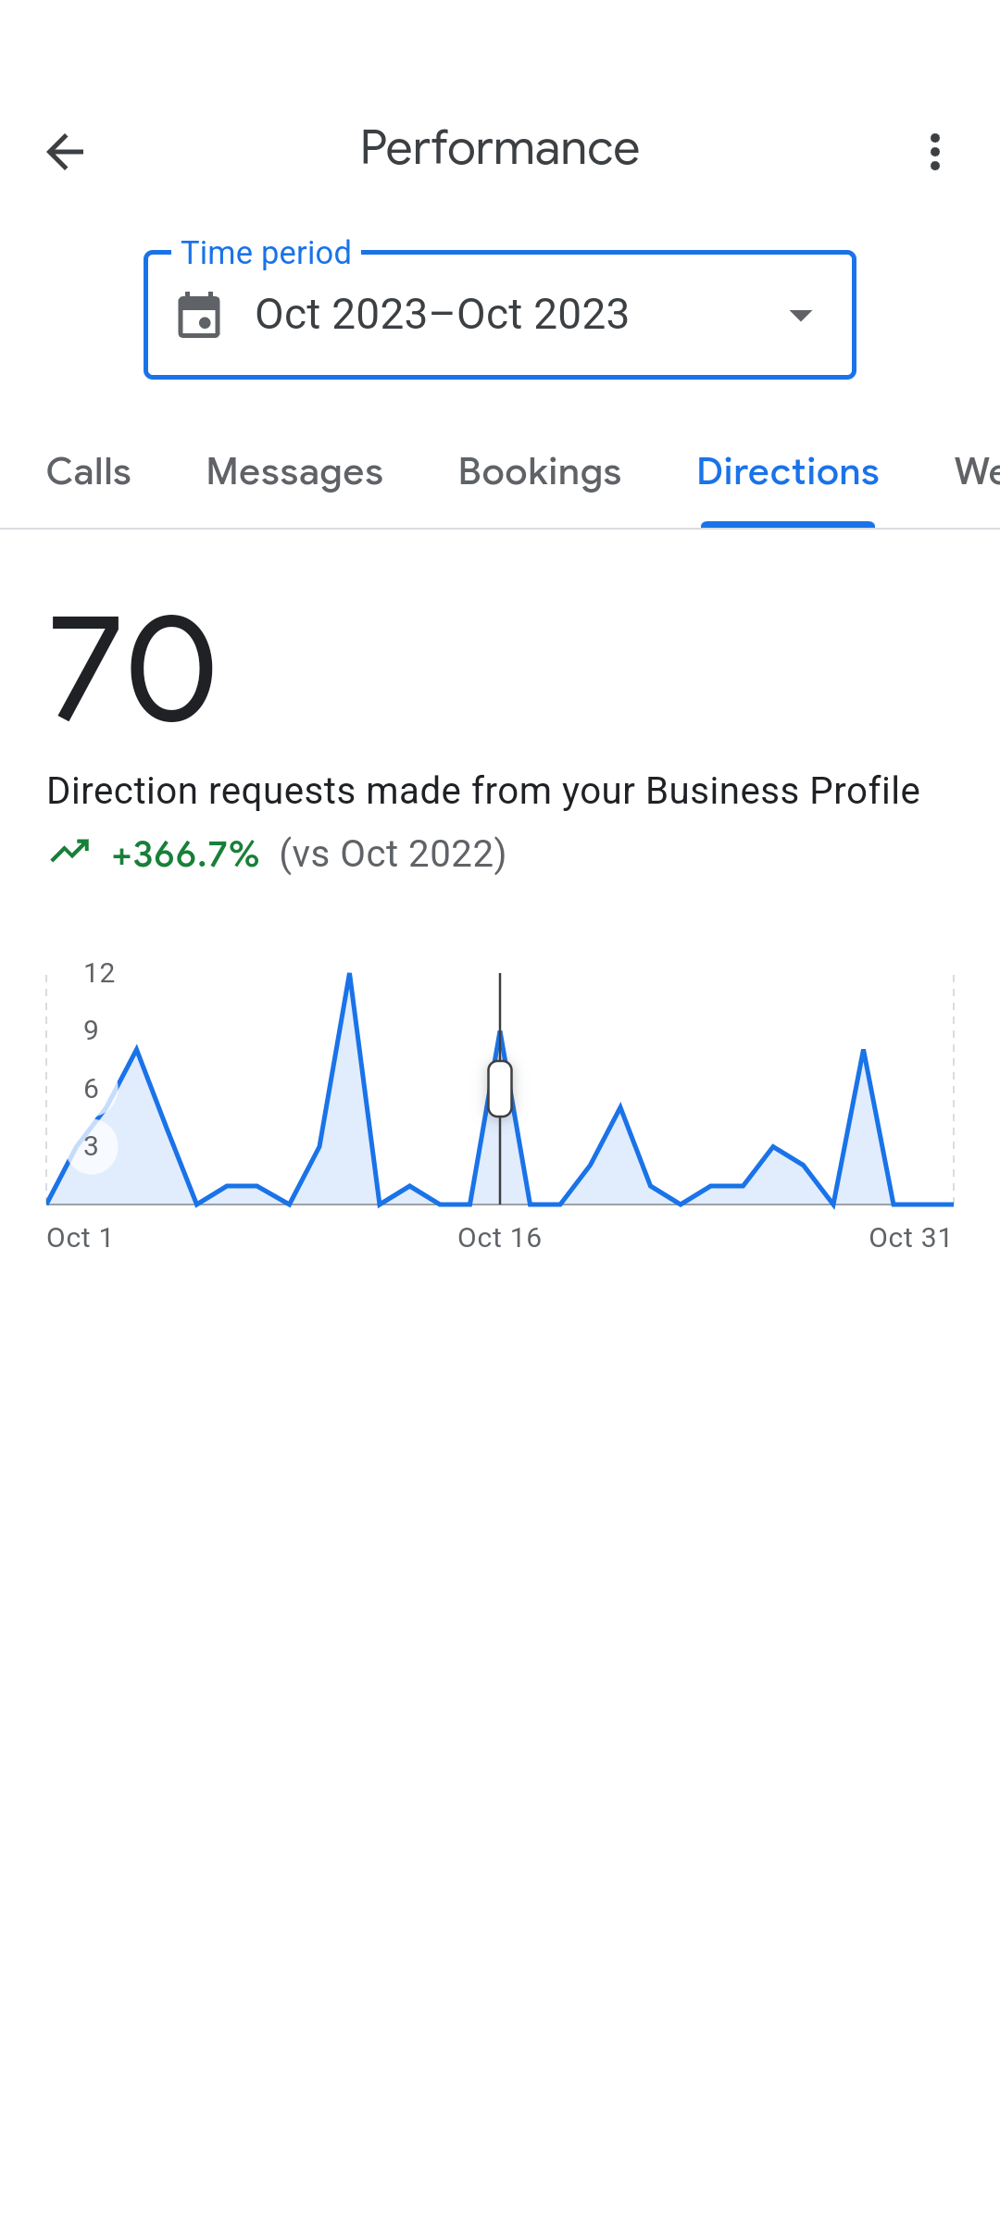 Performance
Time period
Oct 2023–Oct 2023
Calls Messages Bookings Directions We
70
Direction requests made from your Business Profile
+366.7% (vs Oct 2022)
12
9
6
3
Oct 1 Oct 16 Oct 31